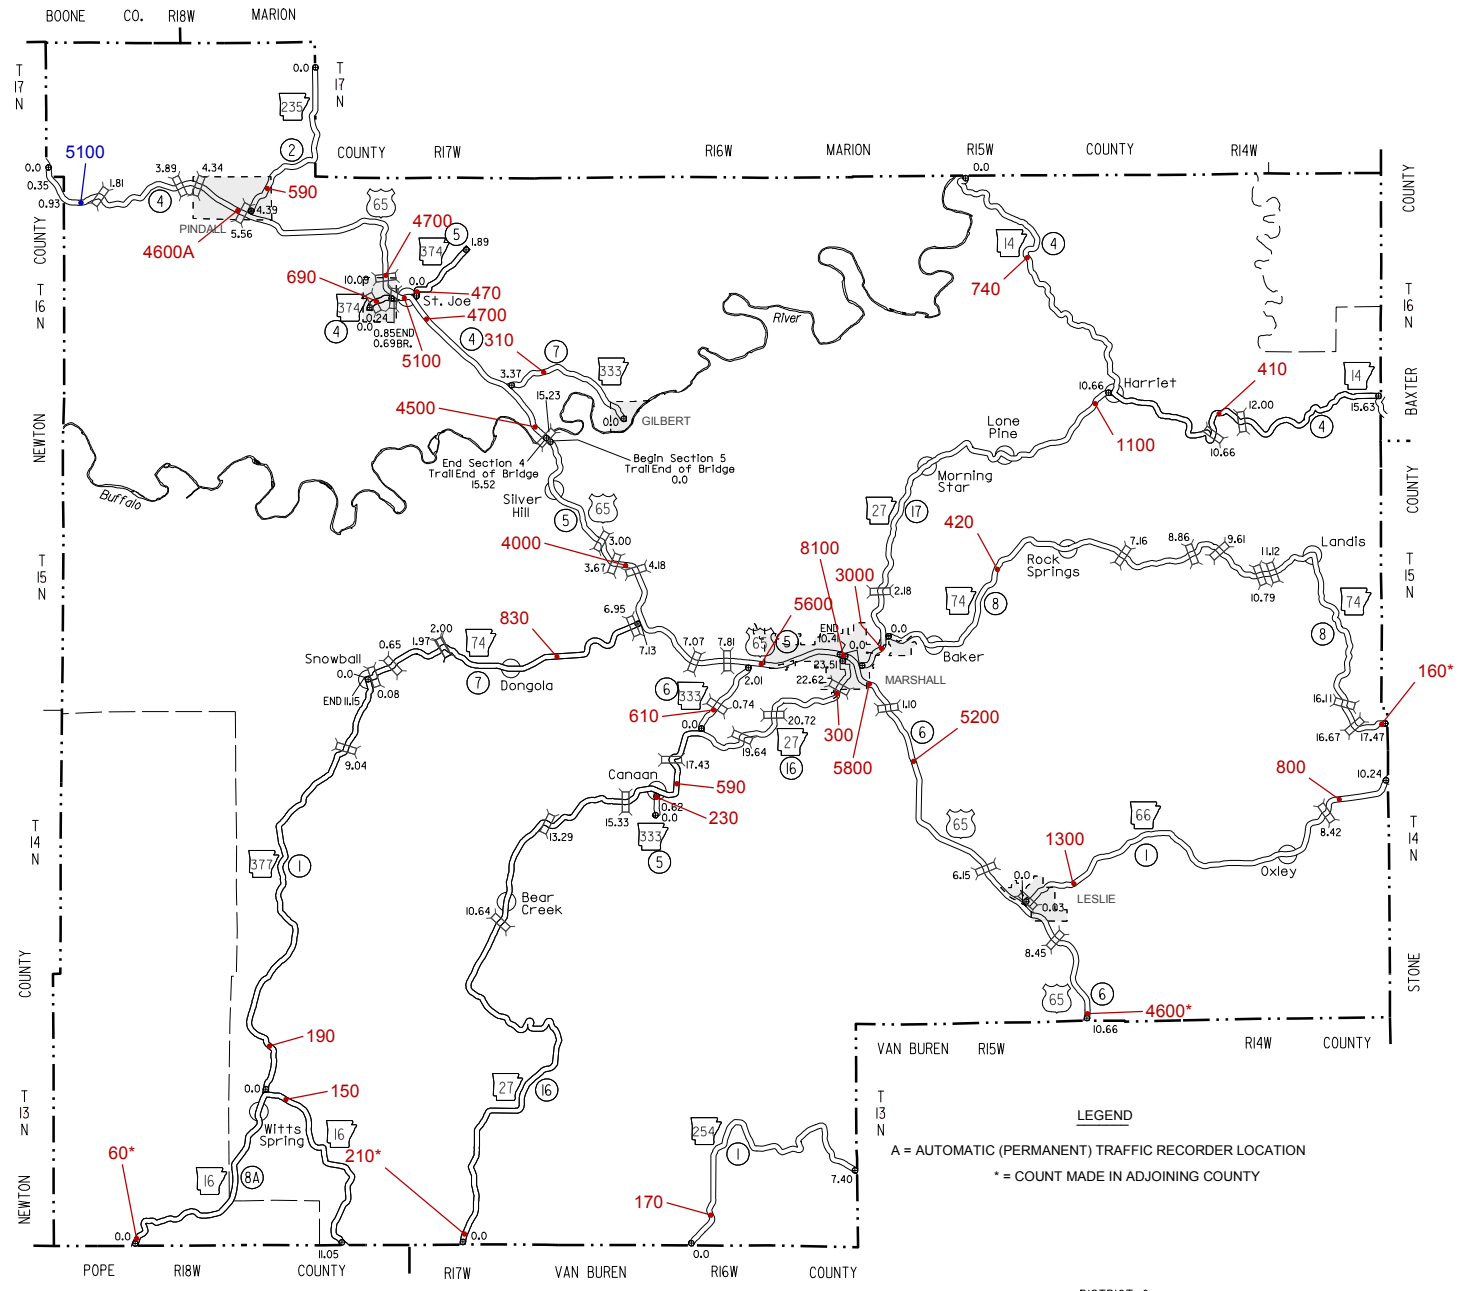 BOONE CO. R18W MARION
T 17 N
0.0
T 17 N
235
2
5100
0.0
0.35
0.93
1.81
3.89
4.34
4
590
4.39
PINDALL
5.56
4600A
COUNTY R17W R16W MARION R15W COUNTY R14W
0.0
65
4700
5
374
1.89
690
10.09
0.0
470
St. Joe
374
0.24
0.0
4
4700
0.85END
0.69BR.
5100
4
310
7
3.37
333
0.0
GILBERT
River
14
4
740
COUNTY
T 16 N
COUNTY
T 16 N
NEWTON
BAXTER
COUNTY
4500
15.23
End Section 4
Trail End of Bridge
15.52
Begin Section 5
Trail End of Bridge
0.0
Buffalo
10.66
Harriet
1100
410
12.00
10.66
14
4
15.63
Lone
Pine
Morning
Star
27
17
Silver
Hill
65
5
3.00
4000
3.67
4.18
T 15 N
T 15 N
420
7.16
8.86
9.61
11.12
10.79
Landis
Rock
Springs
74
8
74
8
8100
3000
2.18
5600
END
10.41
65
5
0.0
0.0
23.51
22.62
Baker
MARSHALL
830
6.95
7.13
7.07
7.81
2.00
1.97
74
0.65
Snowball
0.0
0.08
END 11.15
7
Dongola
6
333
2.01
0.74
610
0.0
19.64
20.72
27
16
300
5800
1.10
6
5200
16.11
16.67
17.47
160*
10.24
800
8.42
9.04
17.43
Canaan
590
230
0.62
0.0
15.33
333
5
13.29
T 14 N
T 14 N
65
66
1
1300
6.15
0.0
0.03
LESLIE
Oxley
377
1
Bear
Creek
10.64
8.45
COUNTY
STONE
65
6
4600*
10.66
VAN BUREN R15W R14W COUNTY
190
0.0
150
27
16
T 13 N
T 13 N
Witts
Spring
16
60*
16
8A
210*
NEWTON
254
1
7.40
170
0.0
11.05
0.0
0.0
POPE R18W COUNTY R17W VAN BUREN R16W COUNTY
LEGEND
A = AUTOMATIC (PERMANENT) TRAFFIC RECORDER LOCATION
* = COUNT MADE IN ADJOINING COUNTY